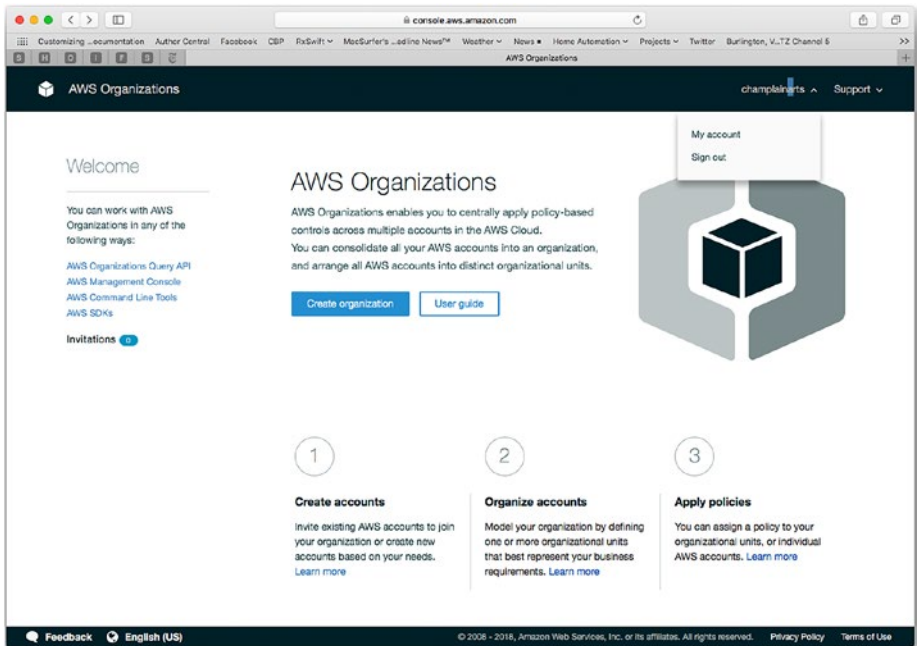 console.aws.amazon.com
Customizing ...ocumentation Author Central Facebook CBP RxSwift MacSurfer's ...adline News™ Weather News Home Automation Projects Twitter Burlington, V...TZ Channel 5 >>
S H O I F S
AWS Organizations
AWS Organizations
champlainarts
Support
My account
Sign out
Welcome
You can work with AWS
Organizations in any of the
following ways:
AWS Organizations Query API
AWS Management Console
AWS Command Line Tools
AWS SDKs
Invitations 0
AWS Organizations
AWS Organizations enables you to centrally apply policy-based
controls across multiple accounts in the AWS Cloud.
You can consolidate all your AWS accounts into an organization,
and arrange all AWS accounts into distinct organizational units.
Create organization
User guide
1
Create accounts
Invite existing AWS accounts to join
your organization or create new
accounts based on your needs.
Learn more
2
Organize accounts
Model your organization by defining
one or more organizational units
that best represent your business
requirements. Learn more
3
Apply policies
You can assign a policy to your
organizational units, or individual
AWS accounts. Learn more
Feedback English (US)
© 2008 - 2018, Amazon Web Services, Inc. or its affiliates. All rights reserved. Privacy Policy Terms of Use